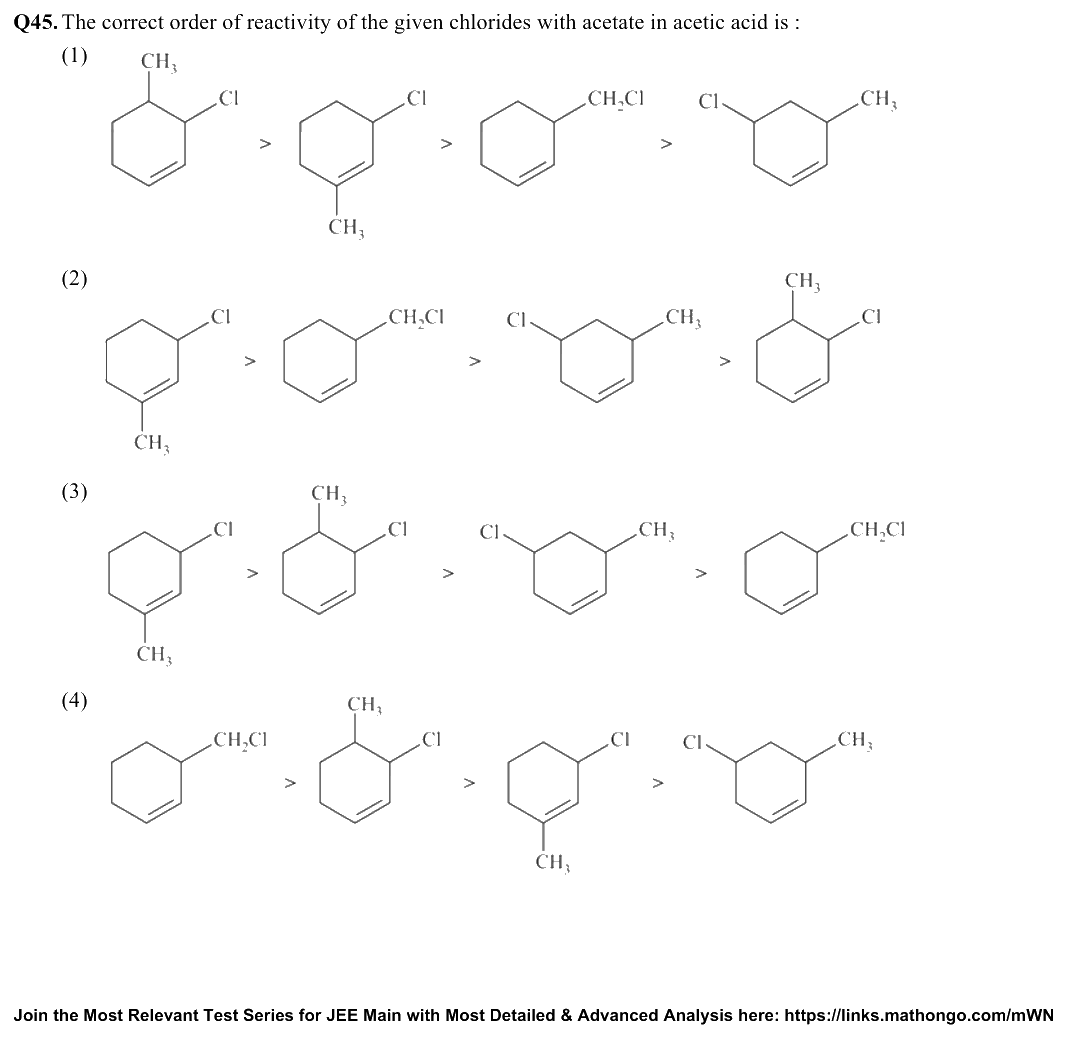 Q45. The correct order of reactivity of the given chlorides with acetate in acetic acid is :
(1)
CH₃
Cl > Cl > CH₂Cl > Cl CH₃
CH₃
(2)
CH₃
Cl > CH₂Cl > Cl CH₃ > Cl
CH₃
(3)
CH₃
Cl > Cl > Cl CH₃ > CH₂Cl
CH₃
(4)
CH₃
CH₂Cl > Cl > Cl > Cl CH₃
CH₃
Join the Most Relevant Test Series for JEE Main with Most Detailed & Advanced Analysis here: https://links.mathongo.com/mWN